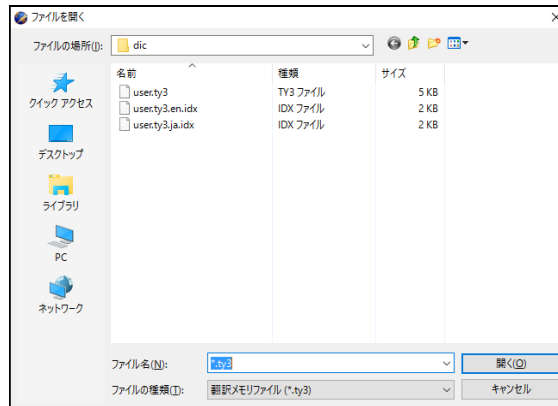 ファイルを開く
ファイルの場所(I):
dic
名前 種類 サイズ
user.ty3 TY3 ファイル 5 KB
user.ty3.en.idx IDX ファイル 2 KB
user.ty3.ja.idx IDX ファイル 2 KB
クイック アクセス
デスクトップ
ライブラリ
PC
ネットワーク
ファイル名(N): *.ty3 開く(O)
ファイルの種類(T): 翻訳メモリファイル (*.ty3) キャンセル